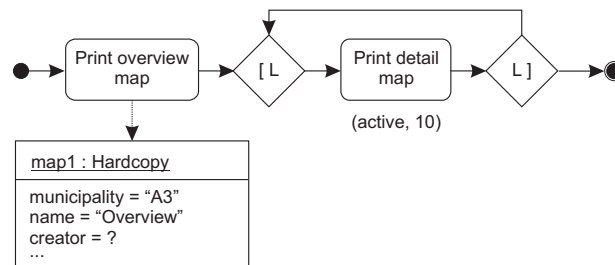 Print overview
map
[ L
Print detail
map
L ]
(active, 10)
map1 : Hardcopy
municipality = “A3”
name = “Overview”
creator = ?
...